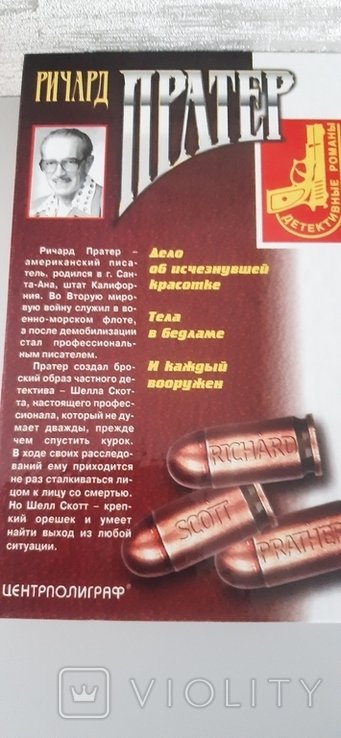 РИЧАРД ПРАТЕР
ДЕТЕКТИВНЫЕ РОМАНЫ
Ричард Пратер –
американский писа-
тель, родился в г. Сан-
та-Ана, штат Калифор-
ния. Во Вторую миро-
вую войну служил в во-
енно-морском флоте,
а после демобилизации
стал профессиональ-
ным писателем.
Пратер создал бро-
ский образ частного де-
тектива – Шелла Скот-
та, настоящего профес-
сионала, который не ду-
мает дважды, прежде
чем спустить курок.
В ходе своих расследо-
ваний ему приходится
не раз сталкиваться ли-
цом к лицу со смертью.
Но Шелл Скотт – креп-
кий орешек и умеет
найти выход из любой
ситуации.
Дело
об исчезнувшей
красотке
Тела
в бедламе
И каждый
вооружен
RICHARD
SCOTT
PRATHER
ЦЕНТРПОЛИГРАФ®
VIOLITY